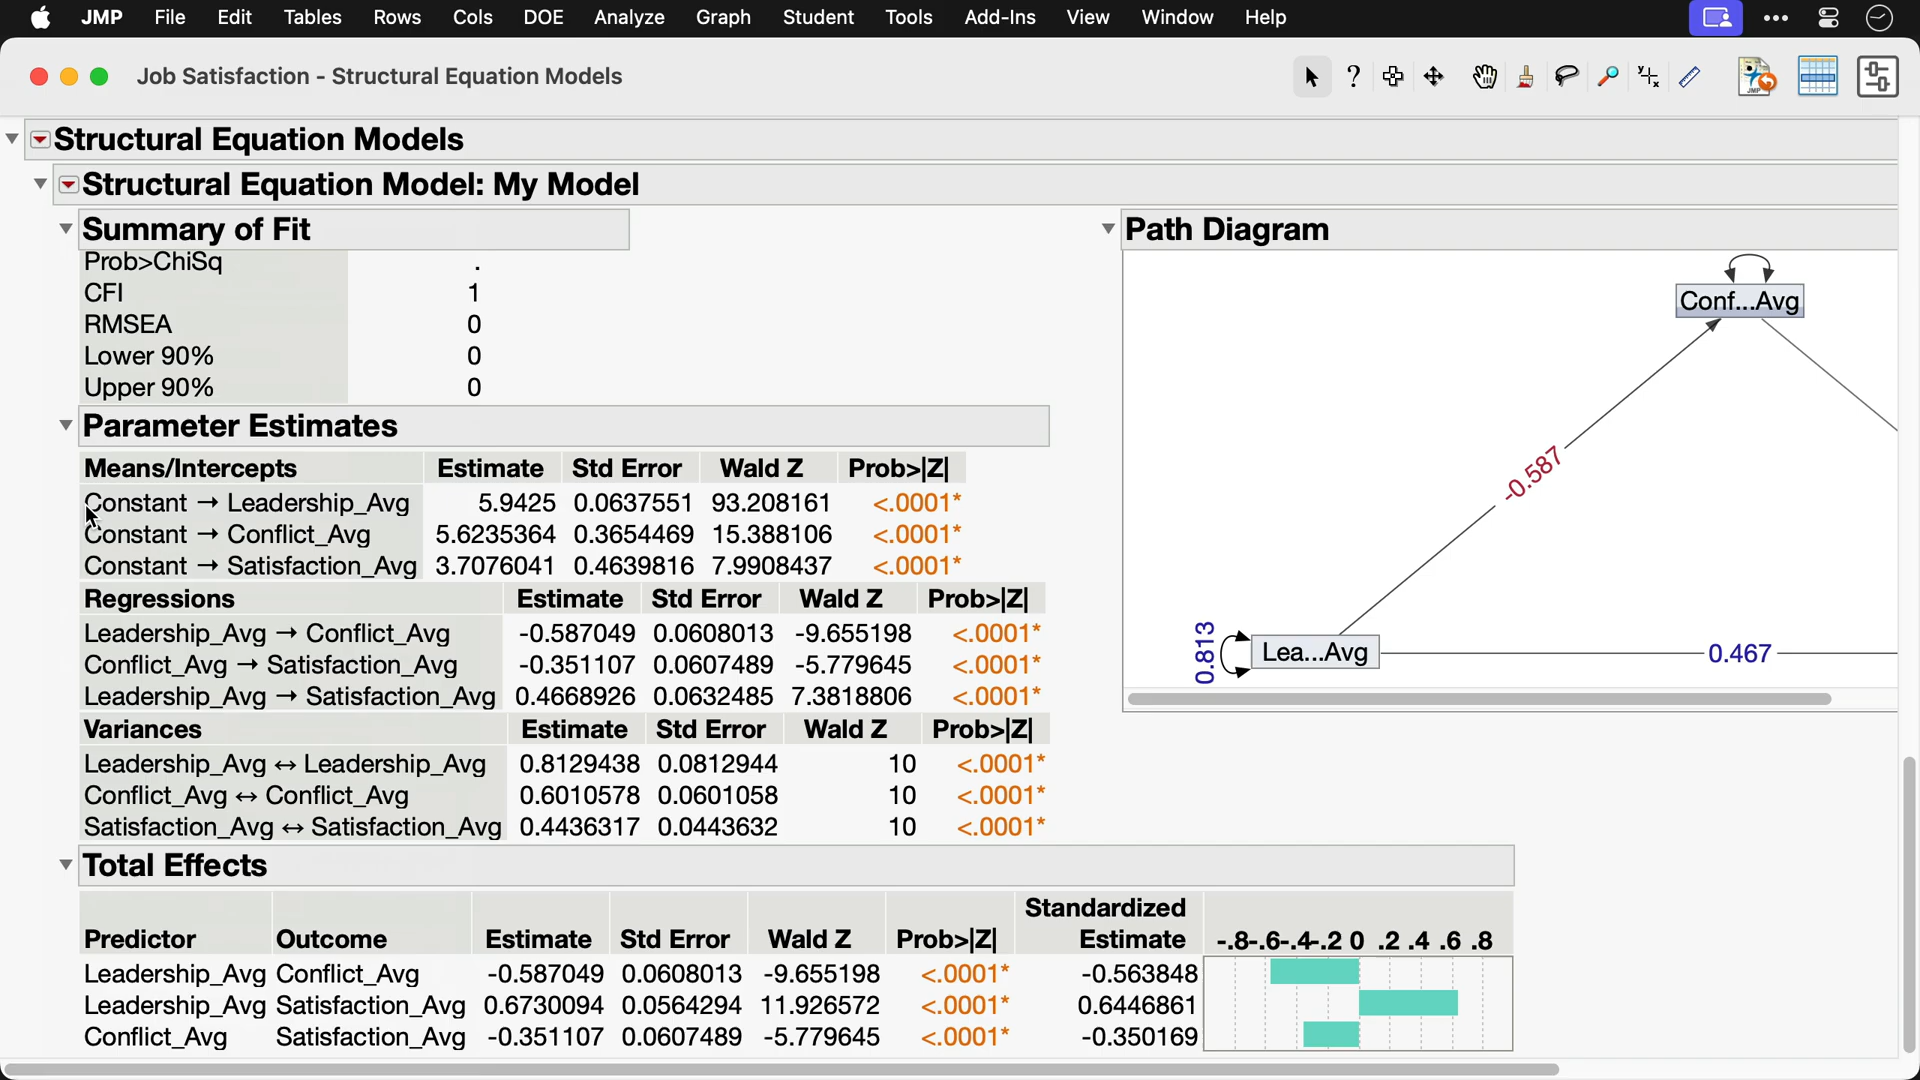 JMP File Edit Tables Rows Cols DOE Analyze Graph Student Tools Add-Ins View Window Help
Job Satisfaction - Structural Equation Models
Structural Equation Models
Structural Equation Model: My Model
Summary of Fit
Prob>ChiSq .
CFI 1
RMSEA 0
Lower 90% 0
Upper 90% 0
Parameter Estimates
Means/Intercepts Estimate Std Error Wald Z Prob>|Z|
Constant → Leadership_Avg 5.9425 0.0637551 93.208161 <.0001*
Constant → Conflict_Avg 5.6235364 0.3654469 15.388106 <.0001*
Constant → Satisfaction_Avg 3.7076041 0.4639816 7.9908437 <.0001*
Regressions Estimate Std Error Wald Z Prob>|Z|
Leadership_Avg → Conflict_Avg -0.587049 0.0608013 -9.655198 <.0001*
Conflict_Avg → Satisfaction_Avg -0.351107 0.0607489 -5.779645 <.0001*
Leadership_Avg → Satisfaction_Avg 0.4668926 0.0632485 7.3818806 <.0001*
Variances Estimate Std Error Wald Z Prob>|Z|
Leadership_Avg ↔ Leadership_Avg 0.8129438 0.0812944 10 <.0001*
Conflict_Avg ↔ Conflict_Avg 0.6010578 0.0601058 10 <.0001*
Satisfaction_Avg ↔ Satisfaction_Avg 0.4436317 0.0443632 10 <.0001*
Path Diagram
Conf...Avg
-0.587
0.813
Lea...Avg
0.467
Total Effects
Standardized
Predictor Outcome Estimate Std Error Wald Z Prob>|Z| Estimate -.8-.6-.4-.2 0 .2 .4 .6 .8
Leadership_Avg Conflict_Avg -0.587049 0.0608013 -9.655198 <.0001* -0.563848
Leadership_Avg Satisfaction_Avg 0.6730094 0.0564294 11.926572 <.0001* 0.6446861
Conflict_Avg Satisfaction_Avg -0.351107 0.0607489 -5.779645 <.0001* -0.350169